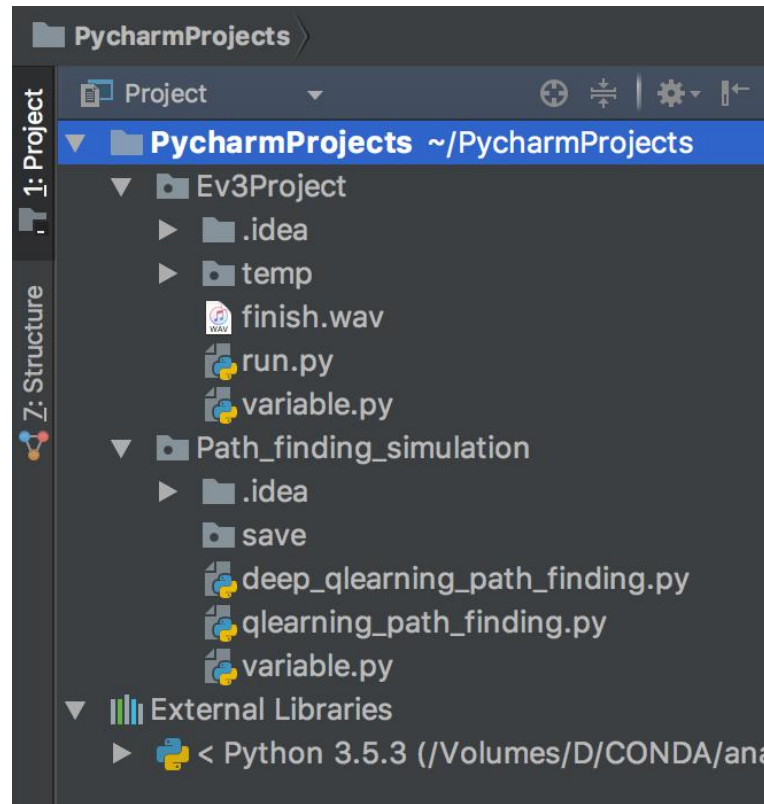 PycharmProjects
1: Project
Project
PycharmProjects ~/PycharmProjects
Ev3Project
.idea
temp
WAV
finish.wav
run.py
variable.py
7: Structure
Path_finding_simulation
.idea
save
deep_qlearning_path_finding.py
qlearning_path_finding.py
variable.py
External Libraries
< Python 3.5.3 (/Volumes/D/CONDA/ana